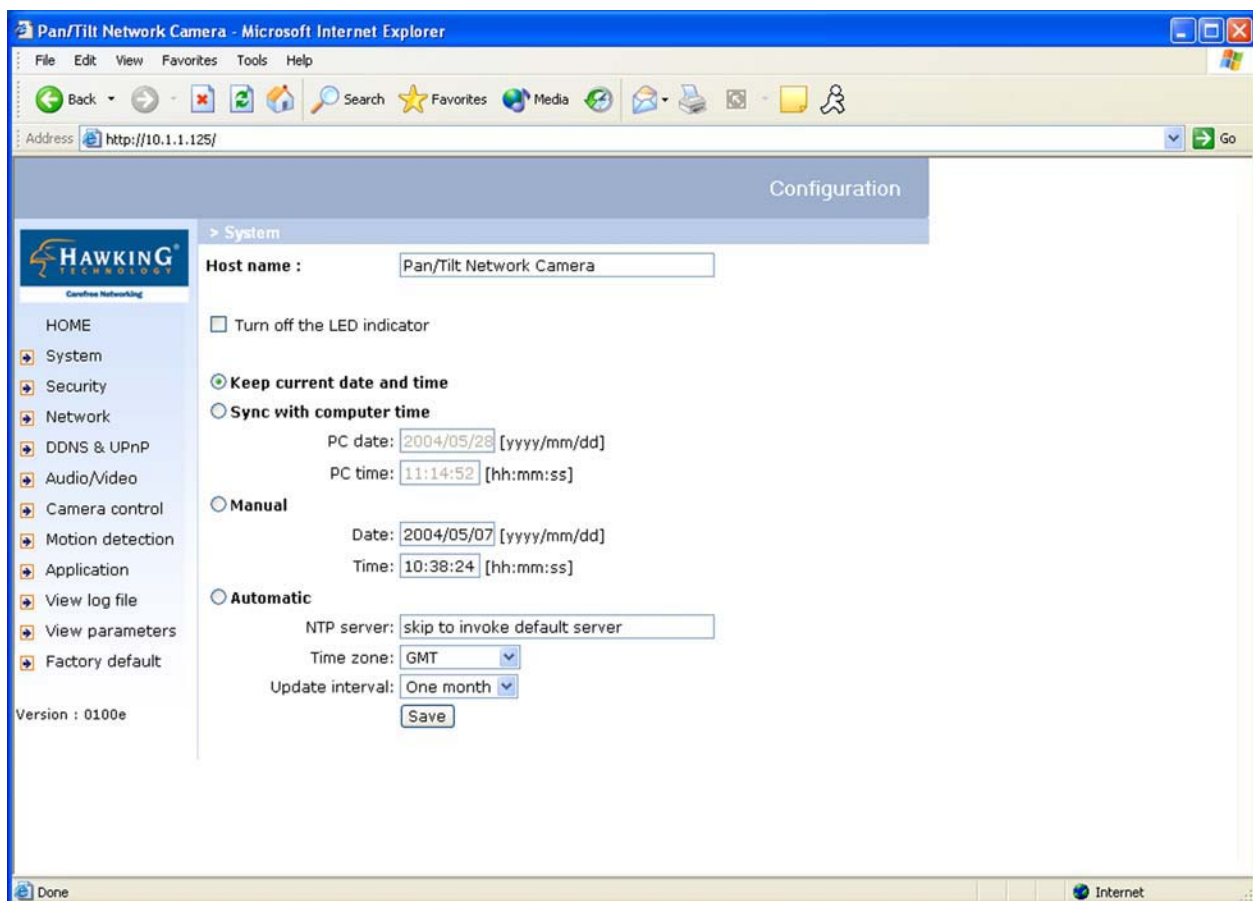 Pan/Tilt Network Camera - Microsoft Internet Explorer
File Edit View Favorites Tools Help
Back Search Favorites Media
Address http://10.1.1.125/ Go
Configuration
HAWKING®
TECHNOLOGY
Carefree Networking
HOME
System
Security
Network
DDNS & UPnP
Audio/Video
Camera control
Motion detection
Application
View log file
View parameters
Factory default
Version : 0100e
> System
Host name : Pan/Tilt Network Camera
Turn off the LED indicator
Keep current date and time
Sync with computer time
PC date: 2004/05/28 [yyyy/mm/dd]
PC time: 11:14:52 [hh:mm:ss]
Manual
Date: 2004/05/07 [yyyy/mm/dd]
Time: 10:38:24 [hh:mm:ss]
Automatic
NTP server: skip to invoke default server
Time zone: GMT
Update interval: One month
Save
Done Internet